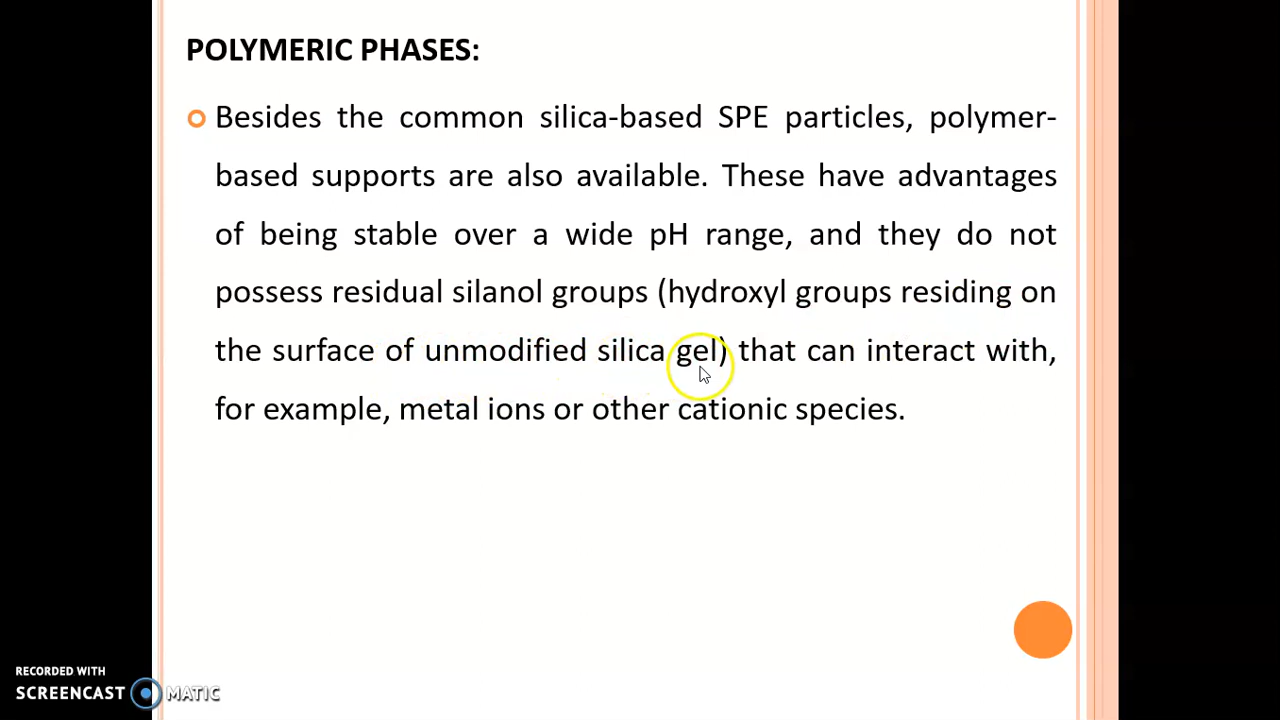 POLYMERIC PHASES:
Besides the common silica-based SPE particles, polymer-
based supports are also available. These have advantages
of being stable over a wide pH range, and they do not
possess residual silanol groups (hydroxyl groups residing on
the surface of unmodified silica gel) that can interact with,
for example, metal ions or other cationic species.
RECORDED WITH
SCREENCAST MATIC